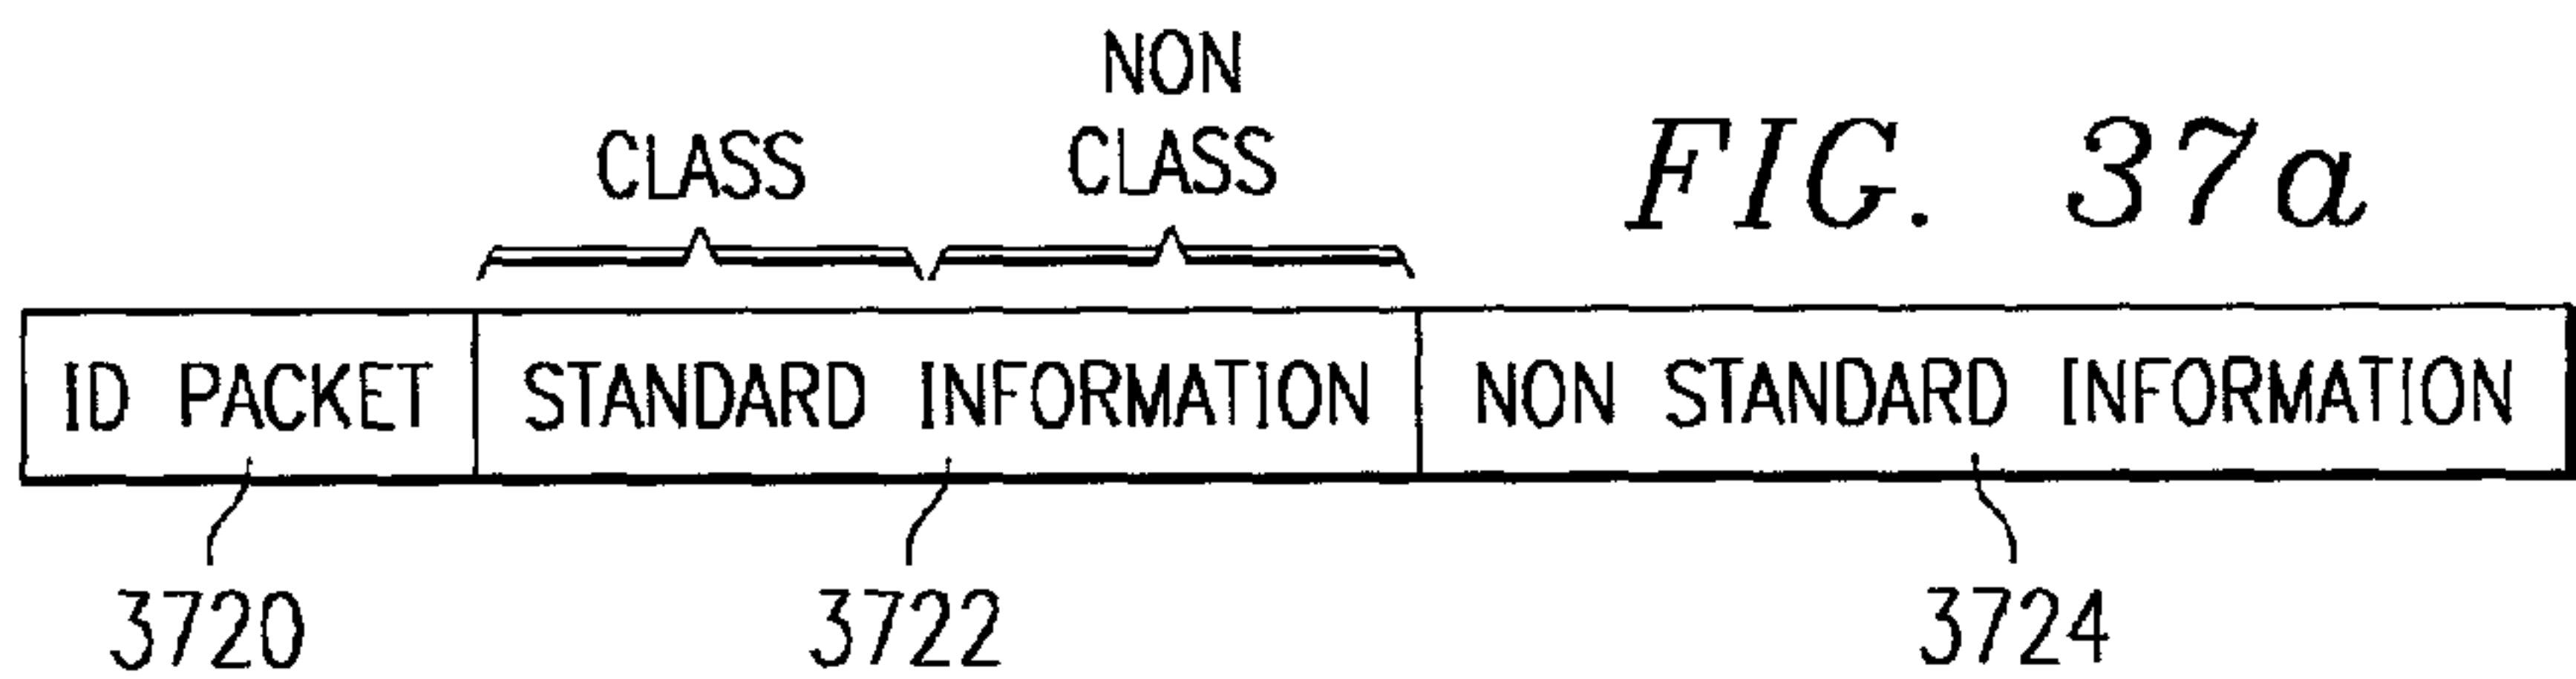 NON
CLASS CLASS
FIG. 37a
ID PACKET STANDARD INFORMATION NON STANDARD INFORMATION
3720 3722 3724